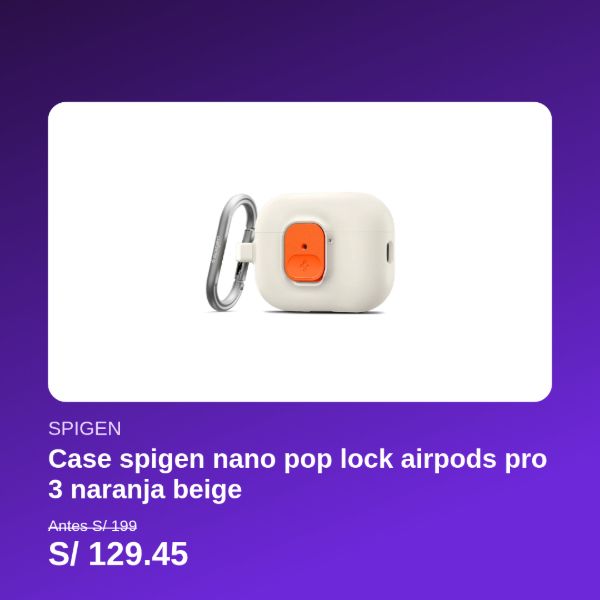 SPIGEN
Case spigen nano pop lock airpods pro
3 naranja beige
Antes S/ 199
S/ 129.45